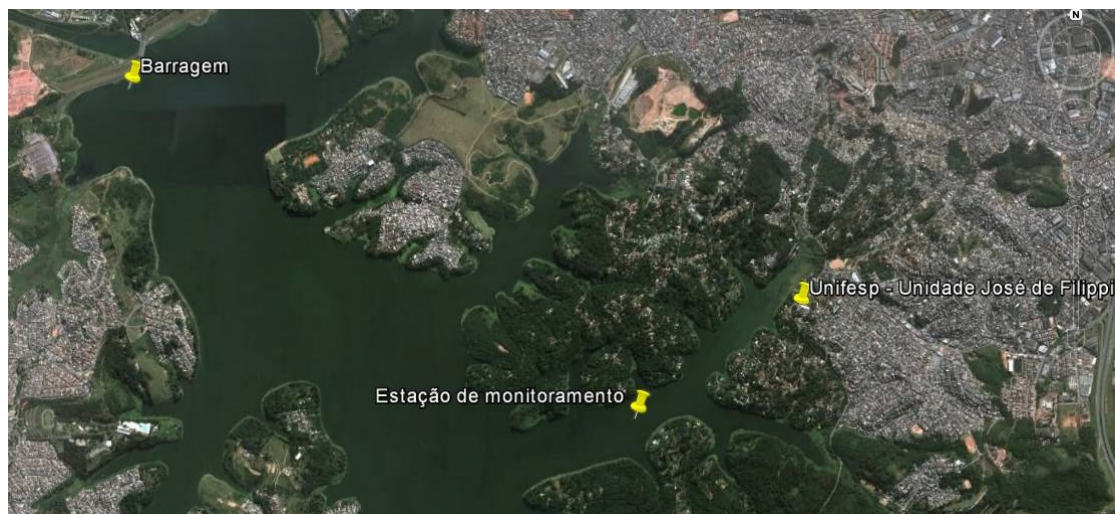 N
Barragem
Unifesp - Unidade José de Filippi
Estação de monitoramento